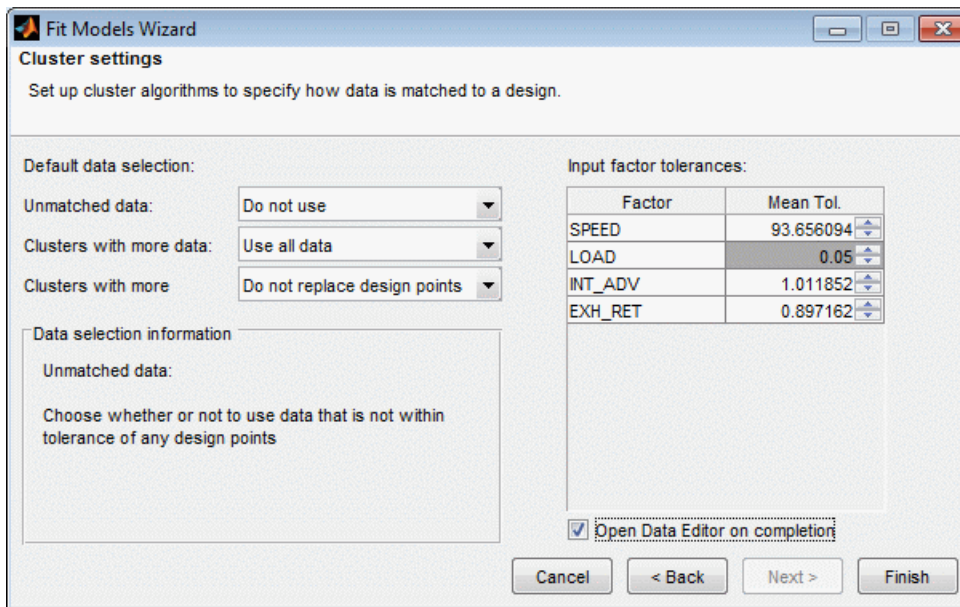 Fit Models Wizard
Cluster settings
Set up cluster algorithms to specify how data is matched to a design.
Default data selection:
Unmatched data:
Do not use
Clusters with more data:
Use all data
Clusters with more
Do not replace design points
Data selection information
Unmatched data:
Choose whether or not to use data that is not within
tolerance of any design points
Input factor tolerances:
Factor Mean Tol.
SPEED 93.656094
LOAD 0.05
INT_ADV 1.011852
EXH_RET 0.897162
Open Data Editor on completion
Cancel
< Back
Next >
Finish